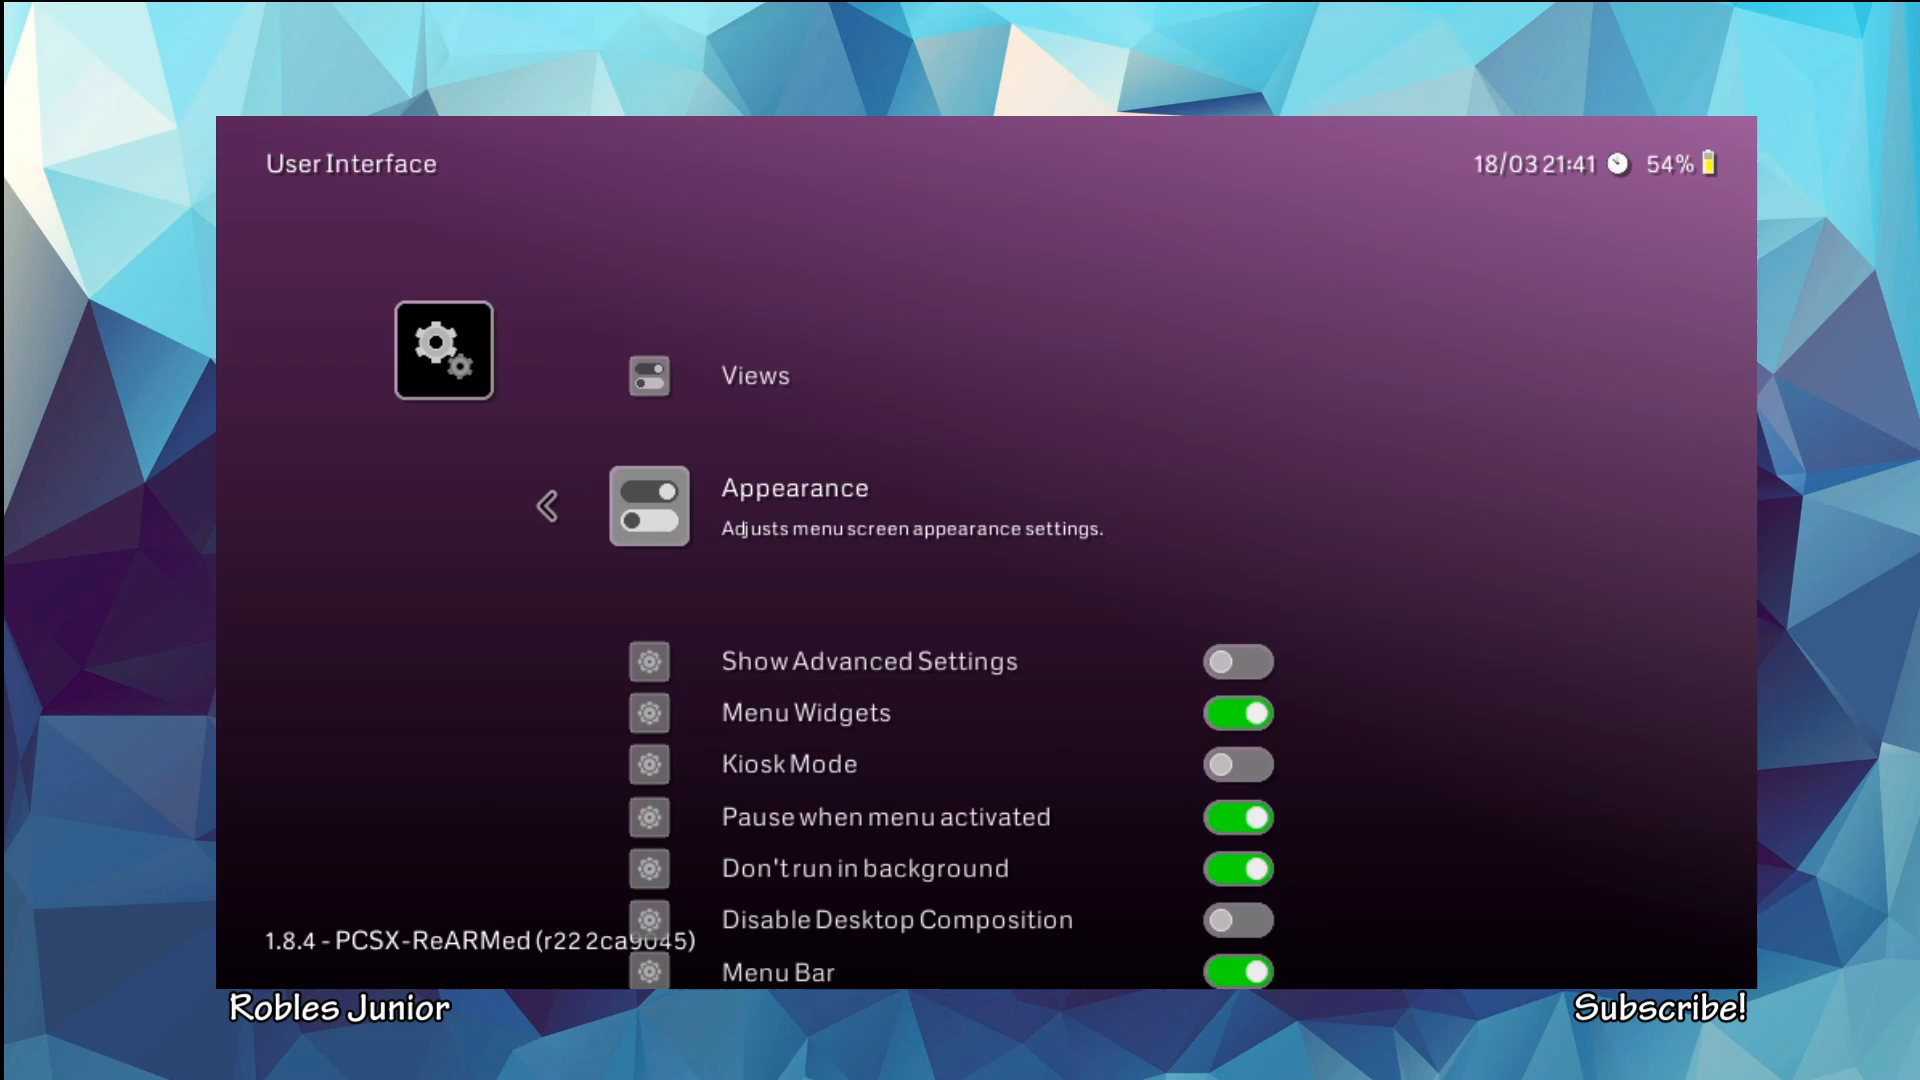 User Interface
18/03 21:41 54%
Views
Appearance
Adjusts menu screen appearance settings.
Show Advanced Settings
Menu Widgets
Kiosk Mode
Pause when menu activated
Don't run in background
Disable Desktop Composition
1.8.4 - PCSX-ReARMed (r22 2ca9045)
Menu Bar
Robles Junior
Subscribe!